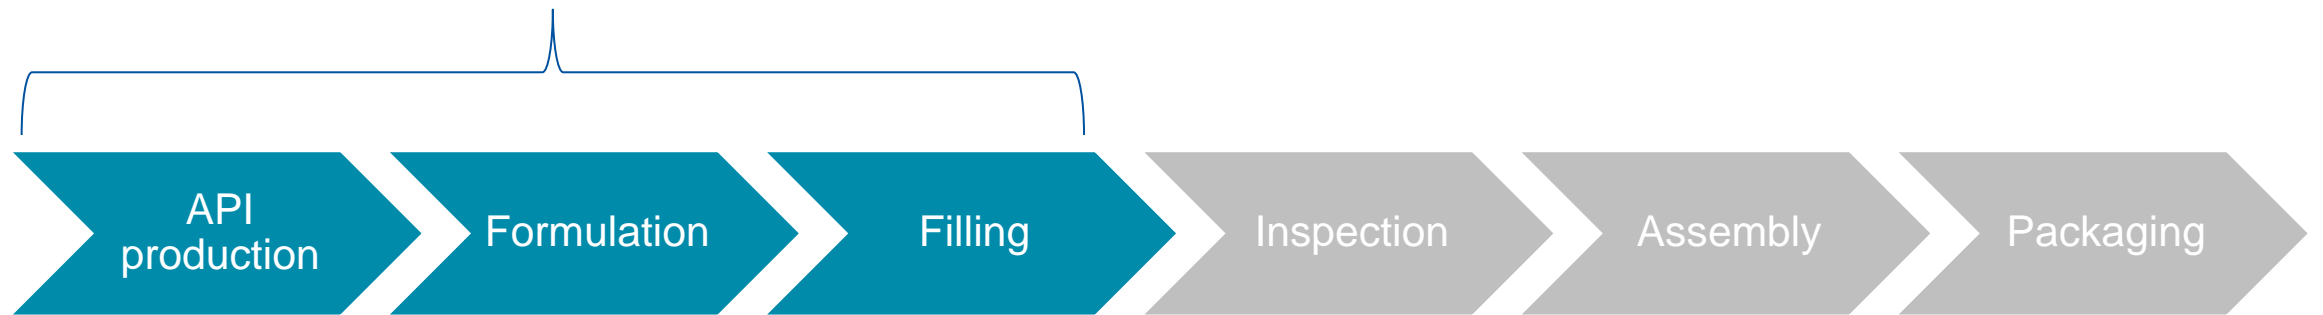 API
production
Formulation
Filling
Inspection
Assembly
Packaging